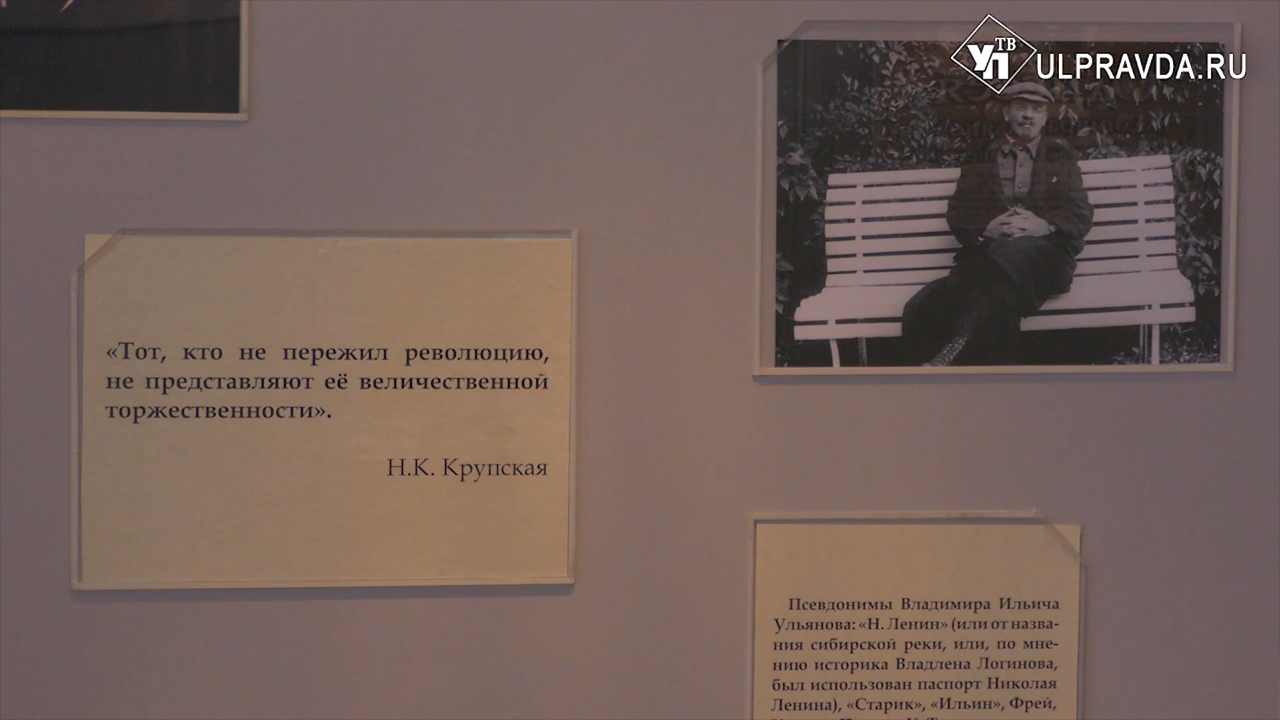 ТВ
УП
ULPRAVDA.RU
«Тот, кто не пережил революцию,
не представляют её величественной
торжественности».
Н.К. Крупская
Псевдонимы Владимира Ильича
Ульянова: «Н. Ленин» (или от назва-
ния сибирской реки, или, по мне-
нию историка Владлена Логинова,
был использован паспорт Николая
Ленина), «Старик», «Ильин», Фрей,